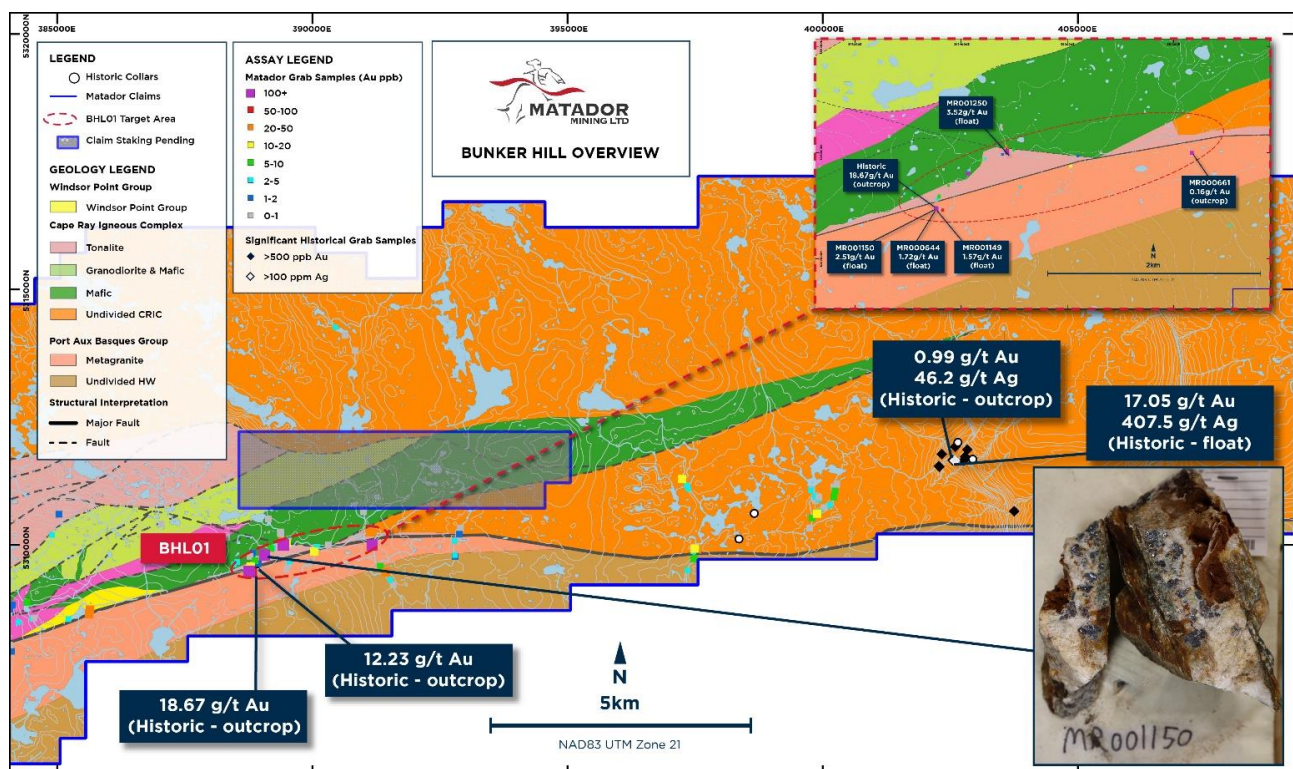 385000E
390000E
395000E
400000E
405000E
5320000N
5315000N
5310000N
LEGEND
Historic Collars
Matador Claims
BHL01 Target Area
Claim Staking Pending
GEOLOGY LEGEND
Windsor Point Group
Windsor Point Group
Cape Ray Igneous Complex
Tonalite
Granodiorite & Mafic
Mafic
Undivided CRIC
Port Aux Basques Group
Metagranite
Undivided HW
Structural Interpretation
Major Fault
Fault
ASSAY LEGEND
Matador Grab Samples (Au ppb)
100+
50-100
20-50
10-20
5-10
2-5
1-2
0-1
Significant Historical Grab Samples
>500 ppb Au
>100 ppm Ag
MATADOR
MINING LTD
BUNKER HILL OVERVIEW
MR001250
3.52g/t Au
(float)
Historic
18.67g/t Au
(outcrop)
MR000661
0.16g/t Au
(outcrop)
MR001150
2.51g/t Au
(float)
MR000644
1.72g/t Au
(float)
MR001149
1.57g/t Au
(float)
N
2km
0.99 g/t Au
46.2 g/t Ag
(Historic - outcrop)
17.05 g/t Au
407.5 g/t Ag
(Historic - float)
BHL01
12.23 g/t Au
(Historic - outcrop)
18.67 g/t Au
(Historic - outcrop)
N
5km
NAD83 UTM Zone 21
MR001150